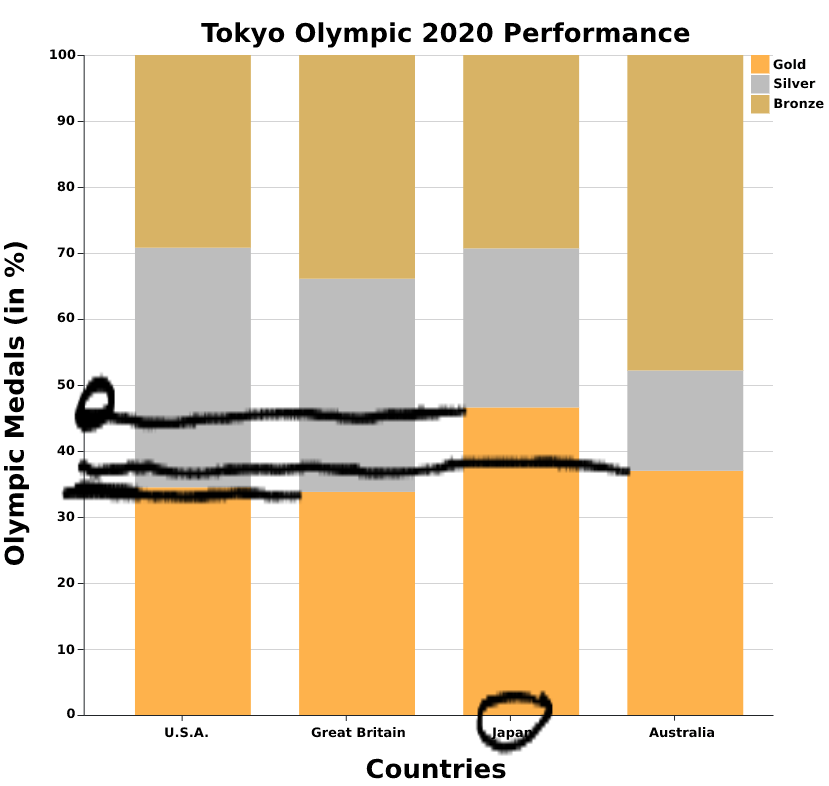 Tokyo Olympic 2020 Performance
Gold
Silver
Bronze
100
90
80
70
60
50
40
30
20
10
0
Olympic Medals (in %)
U.S.A. Great Britain Japan Australia
Countries